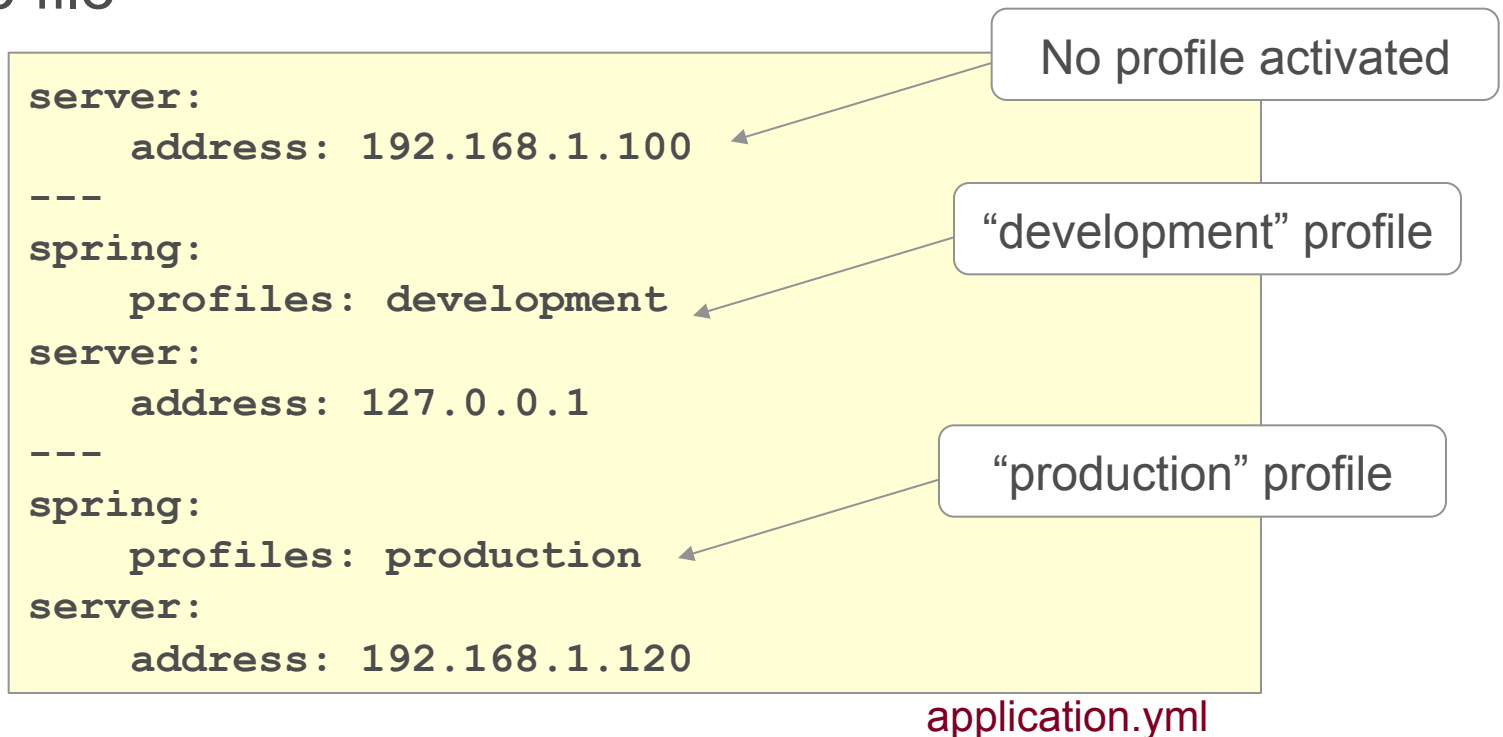 file
No profile activated
server:
    address: 192.168.1.100
---
“development” profile
spring:
    profiles: development
server:
    address: 127.0.0.1
---
“production” profile
spring:
    profiles: production
server:
    address: 192.168.1.120
application.yml